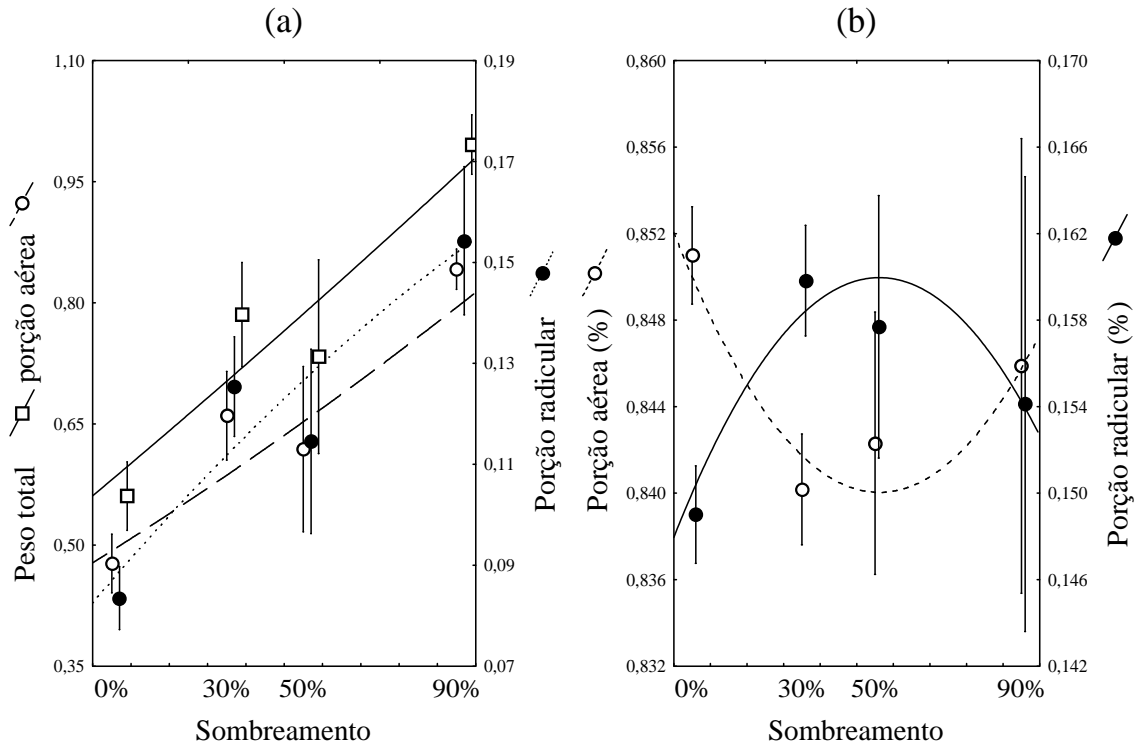 (a)
(b)
1,10
0,95
0,80
0,65
0,50
0,35
Peso total
porção aérea
0,19
0,17
0,15
0,13
0,11
0,09
0,07
Porção radicular
0% 30% 50% 90%
Sombreamento
Porção aérea (%)
0,860
0,856
0,852
0,848
0,844
0,840
0,836
0,832
0,170
0,166
0,162
0,158
0,154
0,150
0,146
0,142
Porção radicular (%)
0% 30% 50% 90%
Sombreamento